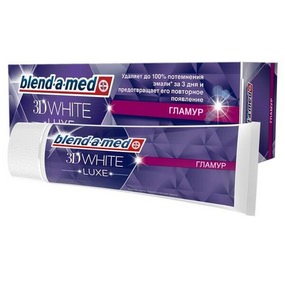 blend-a-med
3D WHITE
LUXE
Удаляет до 100% потемнения
эмали* за 3 дня и
предотвращает его повторное
появление
ГЛАМУР
blend-a-med
3D WHITE
LUXE
ГЛАМУР